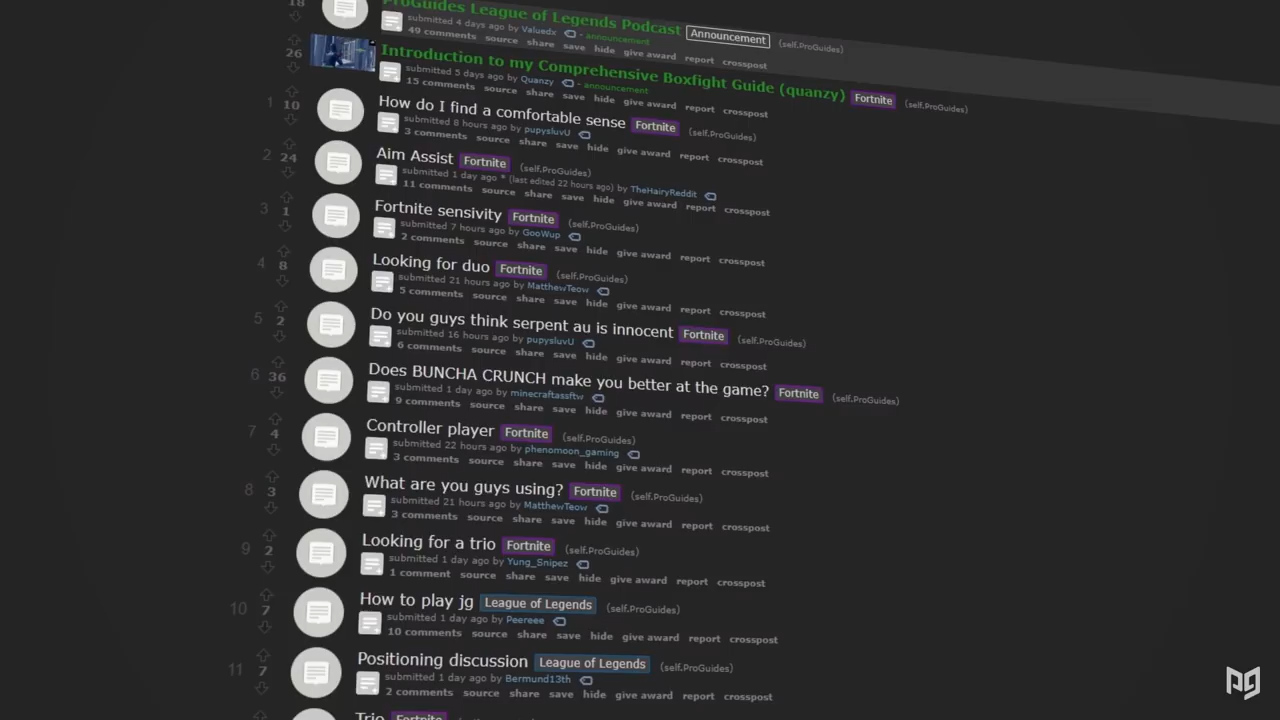 18
ProGuides League of Legends Podcast Announcement (self.ProGuides)
submitted 4 days ago by Valuedx - announcement
49 comments source share save hide give award report crosspost
26
Introduction to my Comprehensive Boxfight Guide (quanzy) Fortnite (self.ProGuides)
submitted 5 days ago by Quanzy - announcement
15 comments source share save hide give award report crosspost
1 10
How do I find a comfortable sense Fortnite (self.ProGuides)
submitted 8 hours ago by pupysluvU
3 comments source share save hide give award report crosspost
2 24
Aim Assist Fortnite (self.ProGuides)
submitted 1 day ago * (last edited 22 hours ago) by TheHairyReddit
11 comments source share save hide give award report crosspost
3 1
Fortnite sensivity Fortnite (self.ProGuides)
submitted 7 hours ago by GooWup
2 comments source share save hide give award report crosspost
4 8
Looking for duo Fortnite (self.ProGuides)
submitted 21 hours ago by MatthewTeow
5 comments source share save hide give award report crosspost
5 2
Do you guys think serpent au is innocent Fortnite (self.ProGuides)
submitted 16 hours ago by pupysluvU
6 comments source share save hide give award report crosspost
6 36
Does BUNCHA CRUNCH make you better at the game? Fortnite (self.ProGuides)
submitted 1 day ago by minecraftassftw
9 comments source share save hide give award report crosspost
7 4
Controller player Fortnite (self.ProGuides)
submitted 22 hours ago by phenomoon_gaming
3 comments source share save hide give award report crosspost
8 3
What are you guys using? Fortnite (self.ProGuides)
submitted 21 hours ago by MatthewTeow
3 comments source share save hide give award report crosspost
9 2
Looking for a trio Fortnite (self.ProGuides)
submitted 1 day ago by Yung_Snipez
1 comment source share save hide give award report crosspost
10 7
How to play jg League of Legends (self.ProGuides)
submitted 1 day ago by Pereeee
10 comments source share save hide give award report crosspost
11 7
Positioning discussion League of Legends (self.ProGuides)
submitted 1 day ago by Bermund13th
2 comments source share save hide give award report crosspost
Trio Fortnite
pg